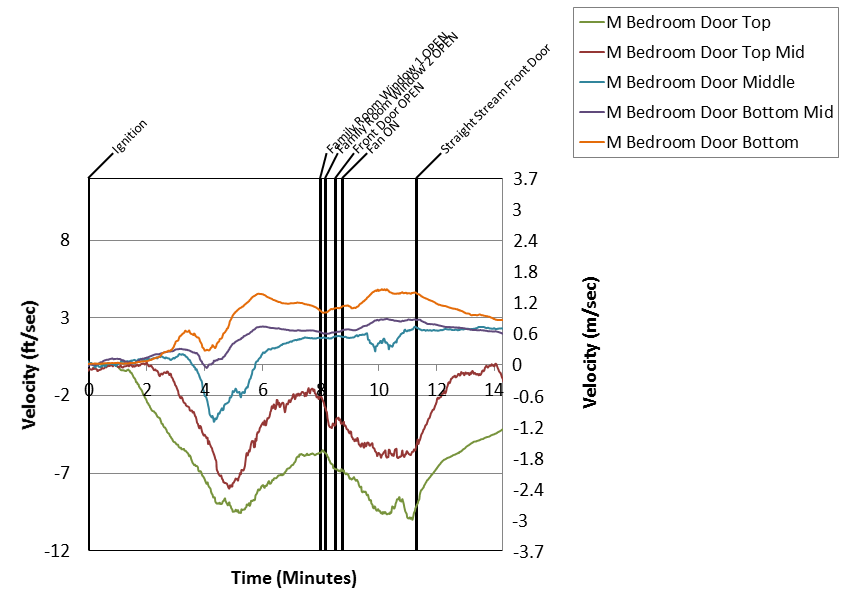 M Bedroom Door Top
M Bedroom Door Top Mid
M Bedroom Door Middle
M Bedroom Door Bottom Mid
M Bedroom Door Bottom
Ignition
Family Room Window 1 OPEN
Family Room Window 2 OPEN
Front Door OPEN
Fan ON
Straight Stream Front Door
3.7
3
8
2.4
1.8
3
1.2
0.6
0
-2
0
2
4
6
8
10
12
14
-0.6
-1.2
-7
-1.8
-2.4
-3
-12
-3.7
Velocity (ft/sec)
Velocity (m/sec)
Time (Minutes)